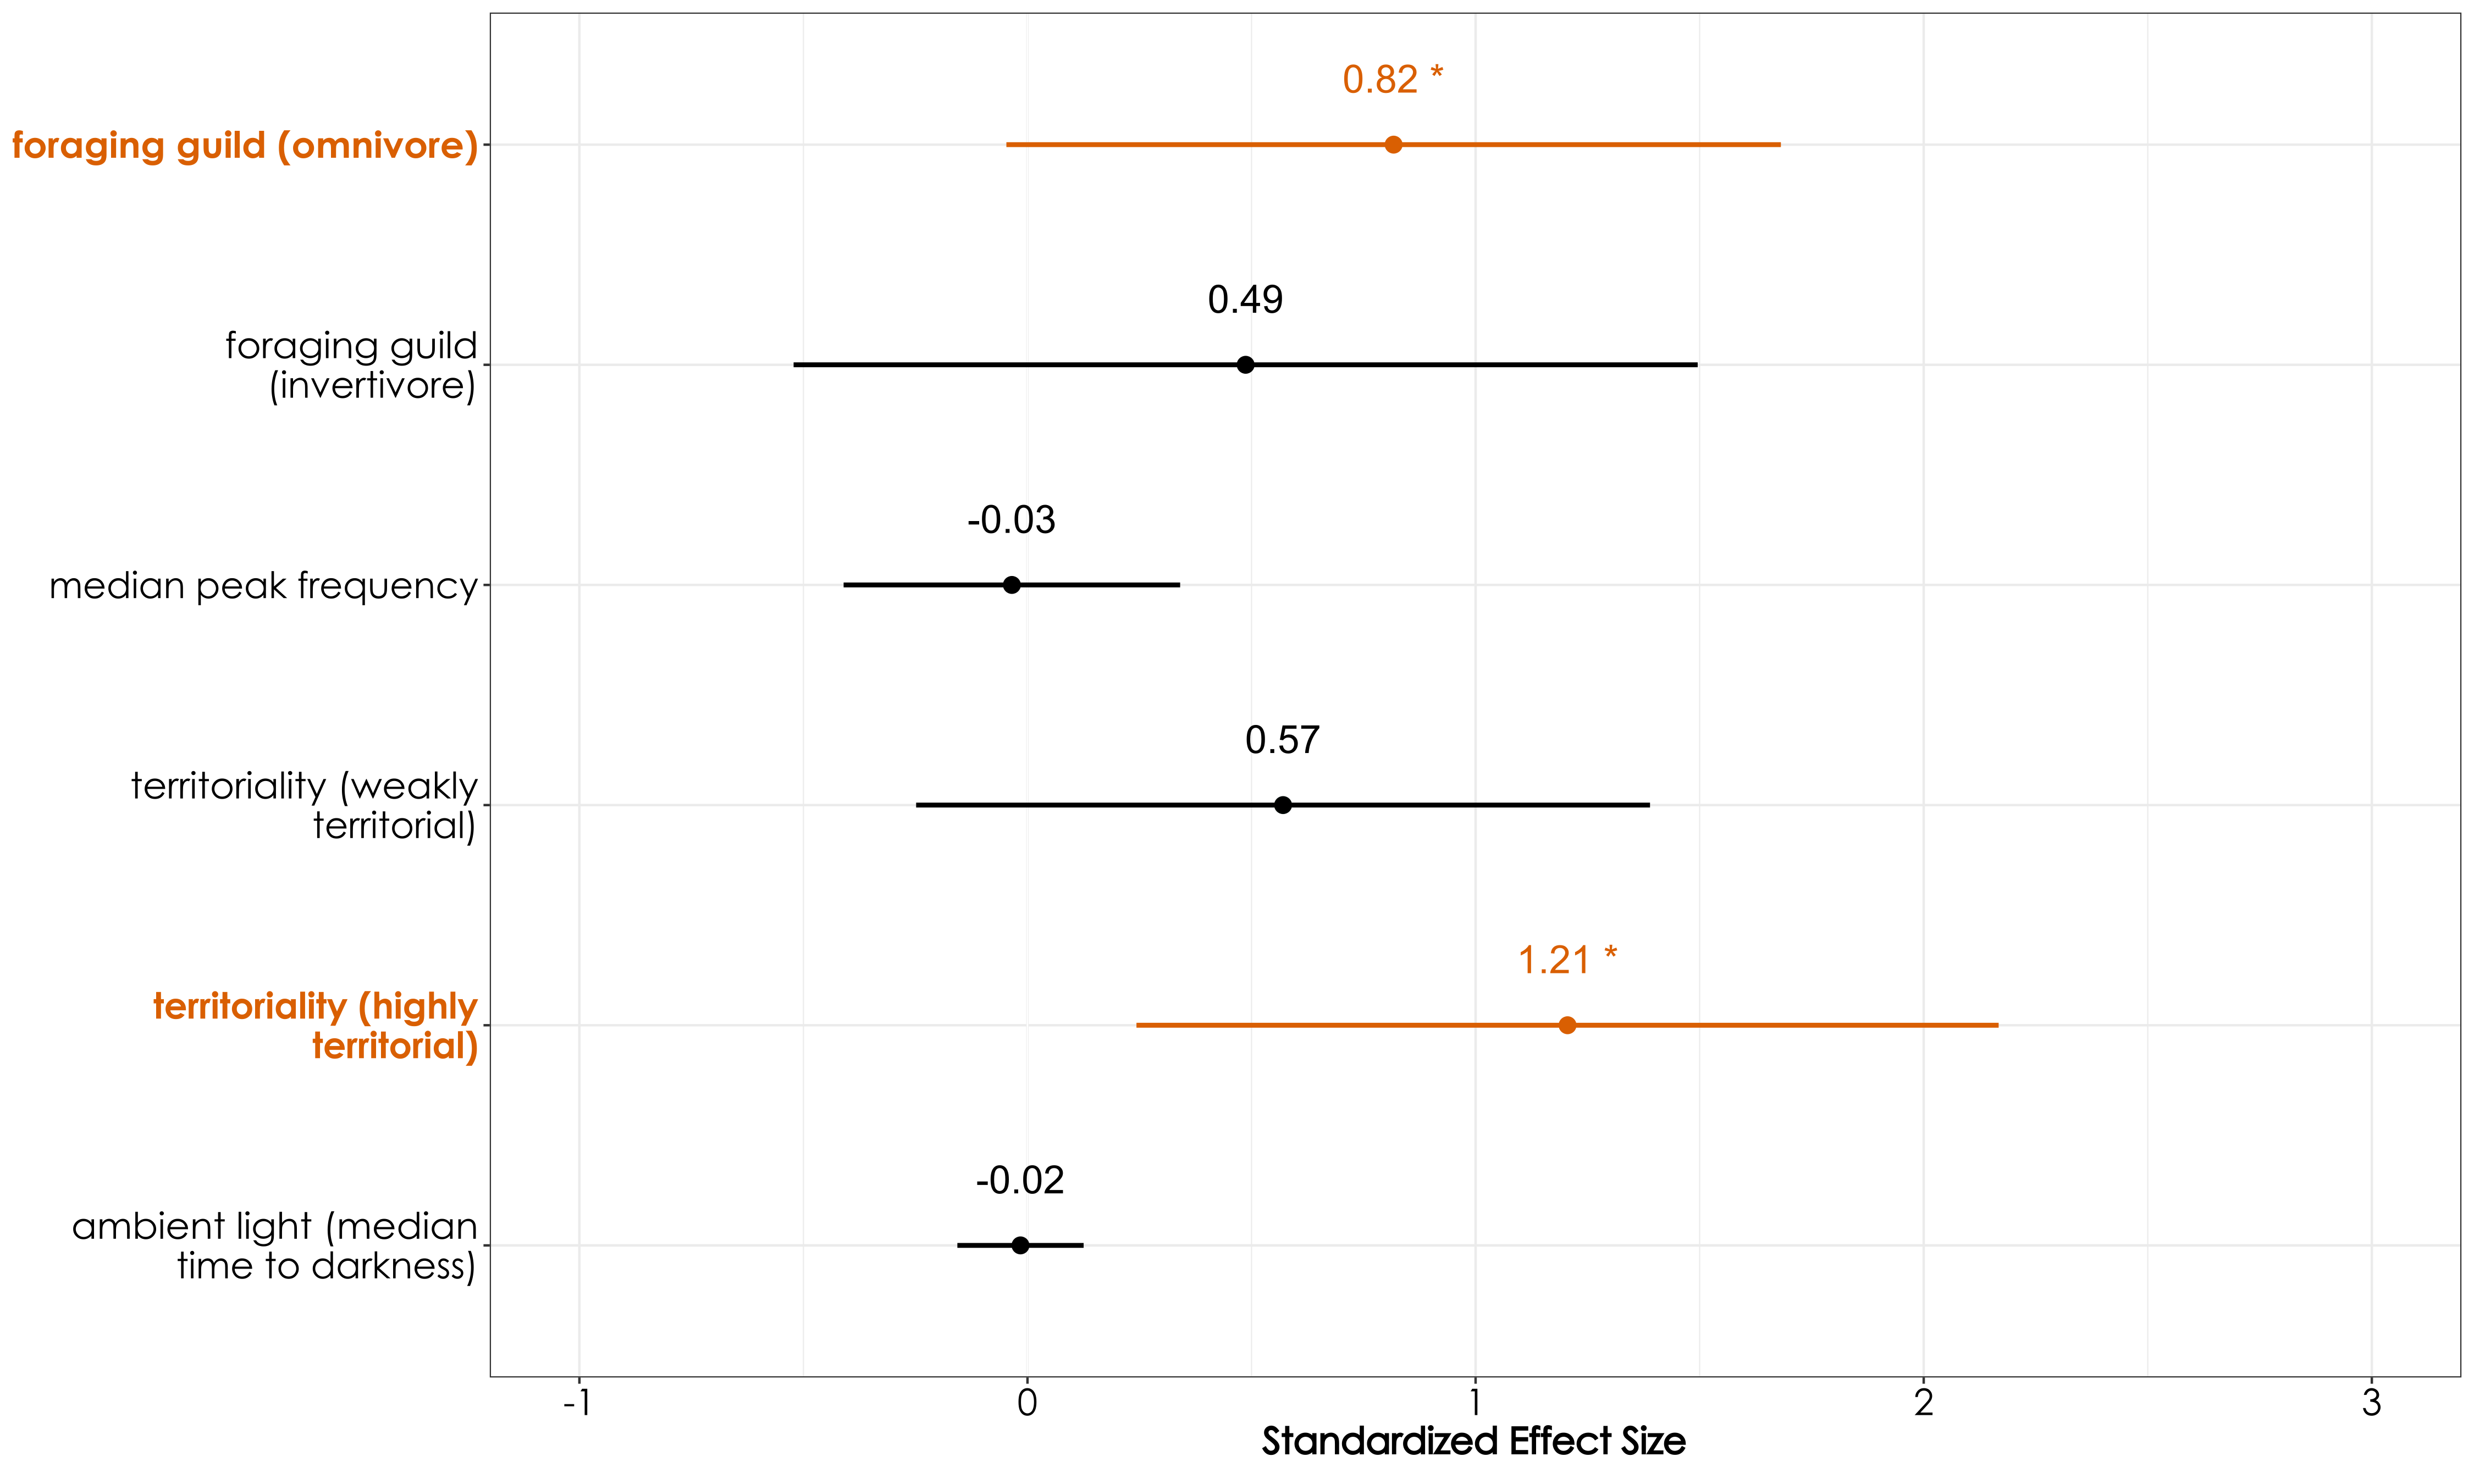 0.82 *
foraging guild (omnivore)
0.49
foraging guild
(invertivore)
-0.03
median peak frequency
0.57
territoriality (weakly
territorial)
1.21 *
territoriality (highly
territorial)
-0.02
ambient light (median
time to darkness)
-1 0 1 2 3
Standardized Effect Size